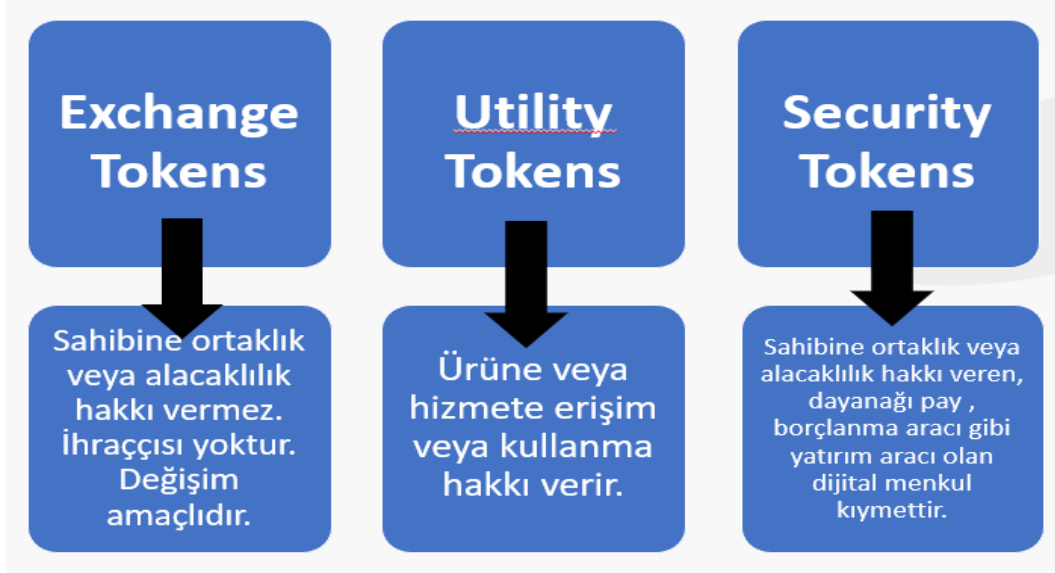 Exchange
Tokens
Sahibine ortaklık
veya alacaklılık
hakkı vermez.
İhraççısı yoktur.
Değişim
amaçlıdır.
Utility
Tokens
Ürüne veya
hizmete erişim
veya kullanma
hakkı verir.
Security
Tokens
Sahibine ortaklık veya
alacaklılık hakkı veren,
dayanağı pay ,
borçlanma aracı gibi
yatırım aracı olan
dijital menkul
kıymettir.